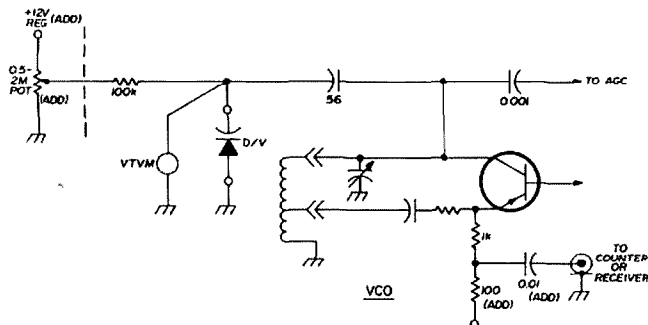 +12V
REG (ADD)
0.5-
2M
POT
(ADD)
100k
56
0.001
TO AGC
VTVM
D/V
1k
TO
COUNTER
OR
RECEIVER
100
(ADD)
0.01
(ADD)
VCO